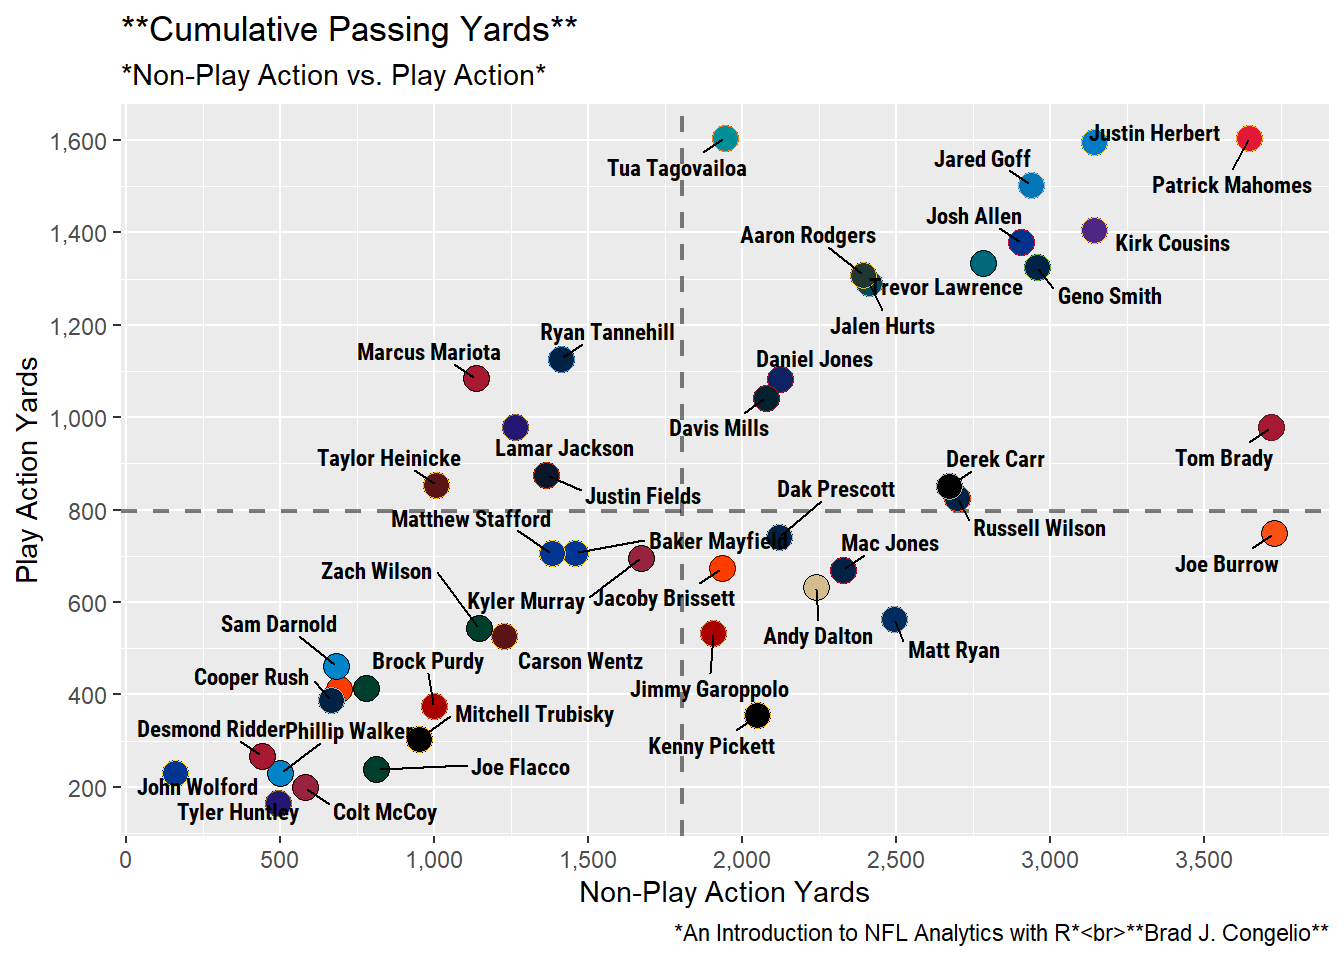 **Cumulative Passing Yards**
*Non-Play Action vs. Play Action*
Play Action Yards
1,600
1,400
1,200
1,000
800
600
400
200
Justin Herbert
Tua Tagovailoa
Jared Goff
Patrick Mahomes
Josh Allen
Aaron Rodgers
Kirk Cousins
Trevor Lawrence
Geno Smith
Jalen Hurts
Ryan Tannehill
Marcus Mariota
Daniel Jones
Davis Mills
Lamar Jackson
Taylor Heinicke
Derek Carr
Tom Brady
Justin Fields
Dak Prescott
Matthew Stafford
Russell Wilson
Baker Mayfield
Mac Jones
Joe Burrow
Zach Wilson
Kyler Murray
Jacoby Brissett
Sam Darnold
Andy Dalton
Matt Ryan
Brock Purdy
Carson Wentz
Cooper Rush
Jimmy Garoppolo
Mitchell Trubisky
Desmond Ridder
Phillip Walker
Kenny Pickett
Joe Flacco
John Wolford
Tyler Huntley
Colt McCoy
0
500
1,000
1,500
2,000
2,500
3,000
3,500
Non-Play Action Yards
*An Introduction to NFL Analytics with R*<br>**Brad J. Congelio**